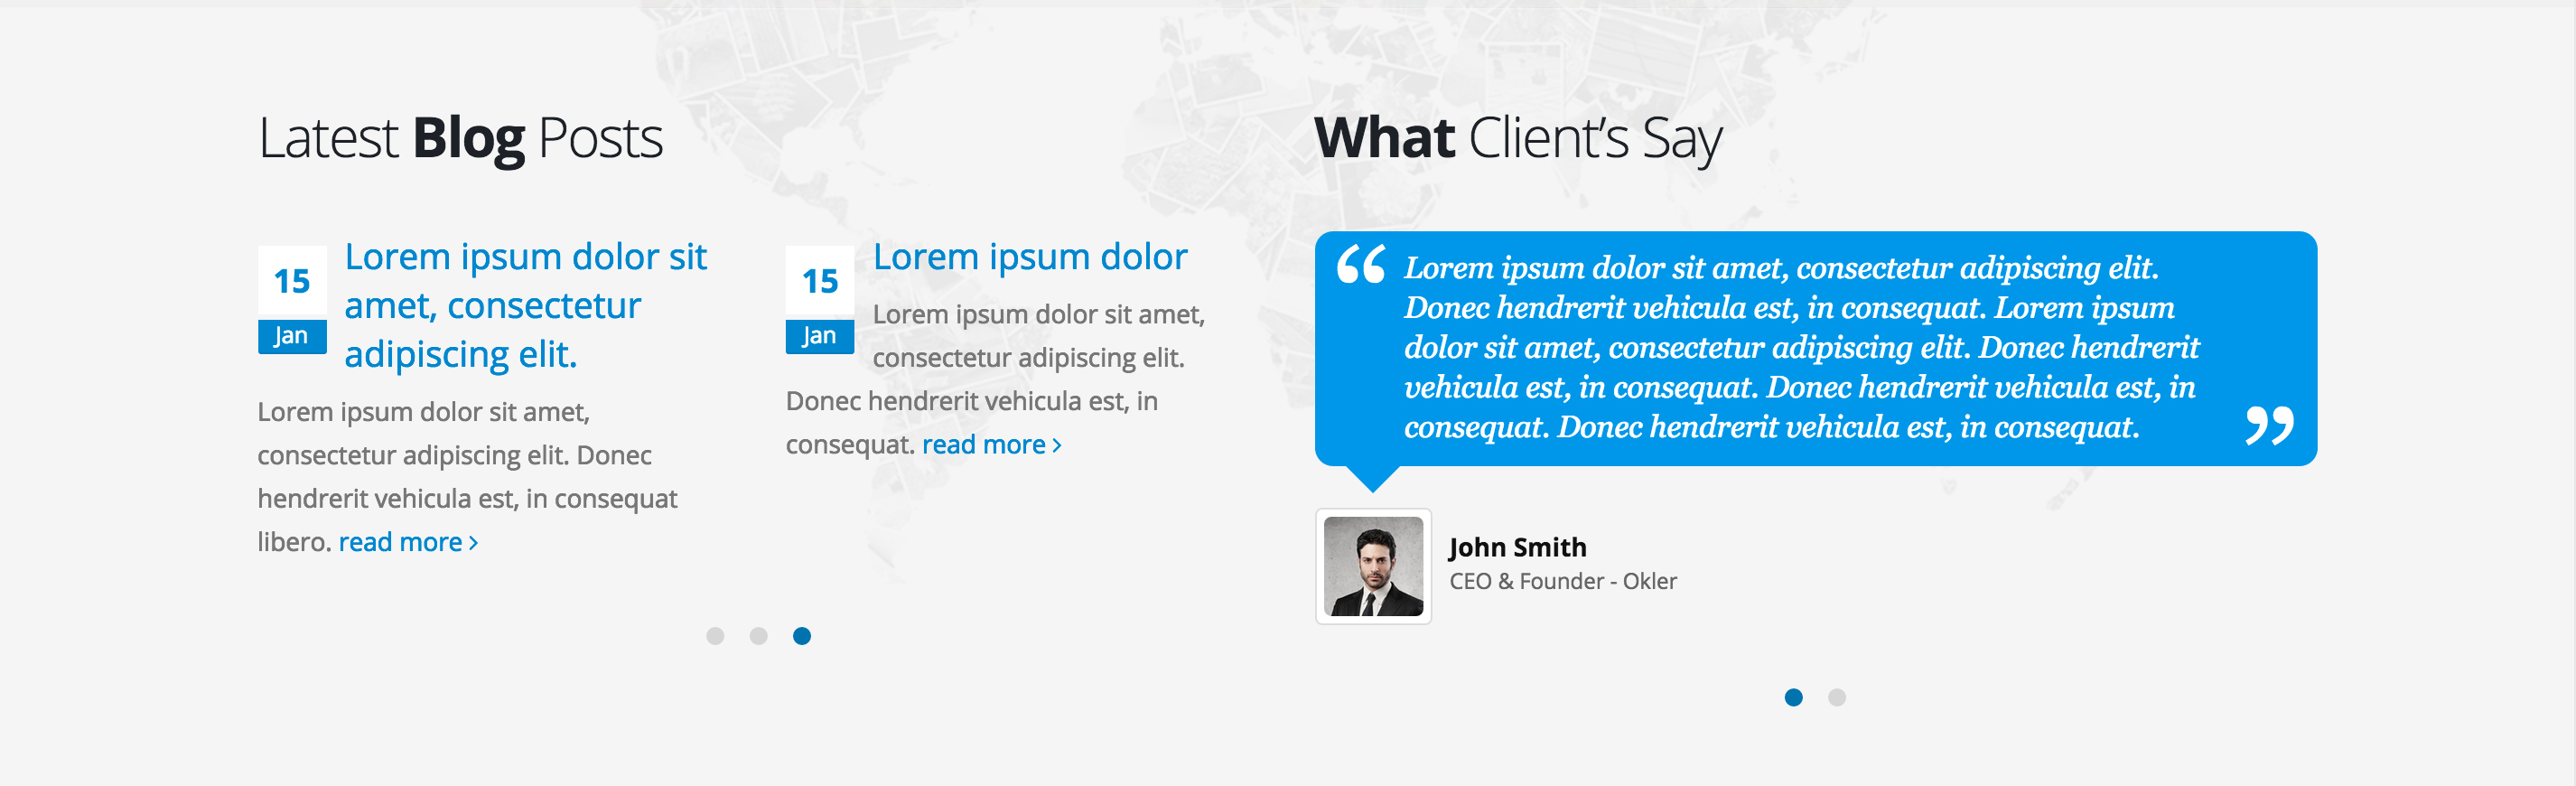 Latest Blog Posts
15
Jan
Lorem ipsum dolor sit
amet, consectetur
adipiscing elit.
Lorem ipsum dolor sit amet,
consectetur adipiscing elit. Donec
hendrerit vehicula est, in consequat
libero. read more ›
15
Jan
Lorem ipsum dolor
Lorem ipsum dolor sit amet,
consectetur adipiscing elit.
Donec hendrerit vehicula est, in
consequat. read more ›
What Client’s Say
“ Lorem ipsum dolor sit amet, consectetur adipiscing elit.
Donec hendrerit vehicula est, in consequat. Lorem ipsum
dolor sit amet, consectetur adipiscing elit. Donec hendrerit
vehicula est, in consequat. Donec hendrerit vehicula est, in
consequat. Donec hendrerit vehicula est, in consequat. ”
John Smith
CEO & Founder - Okler